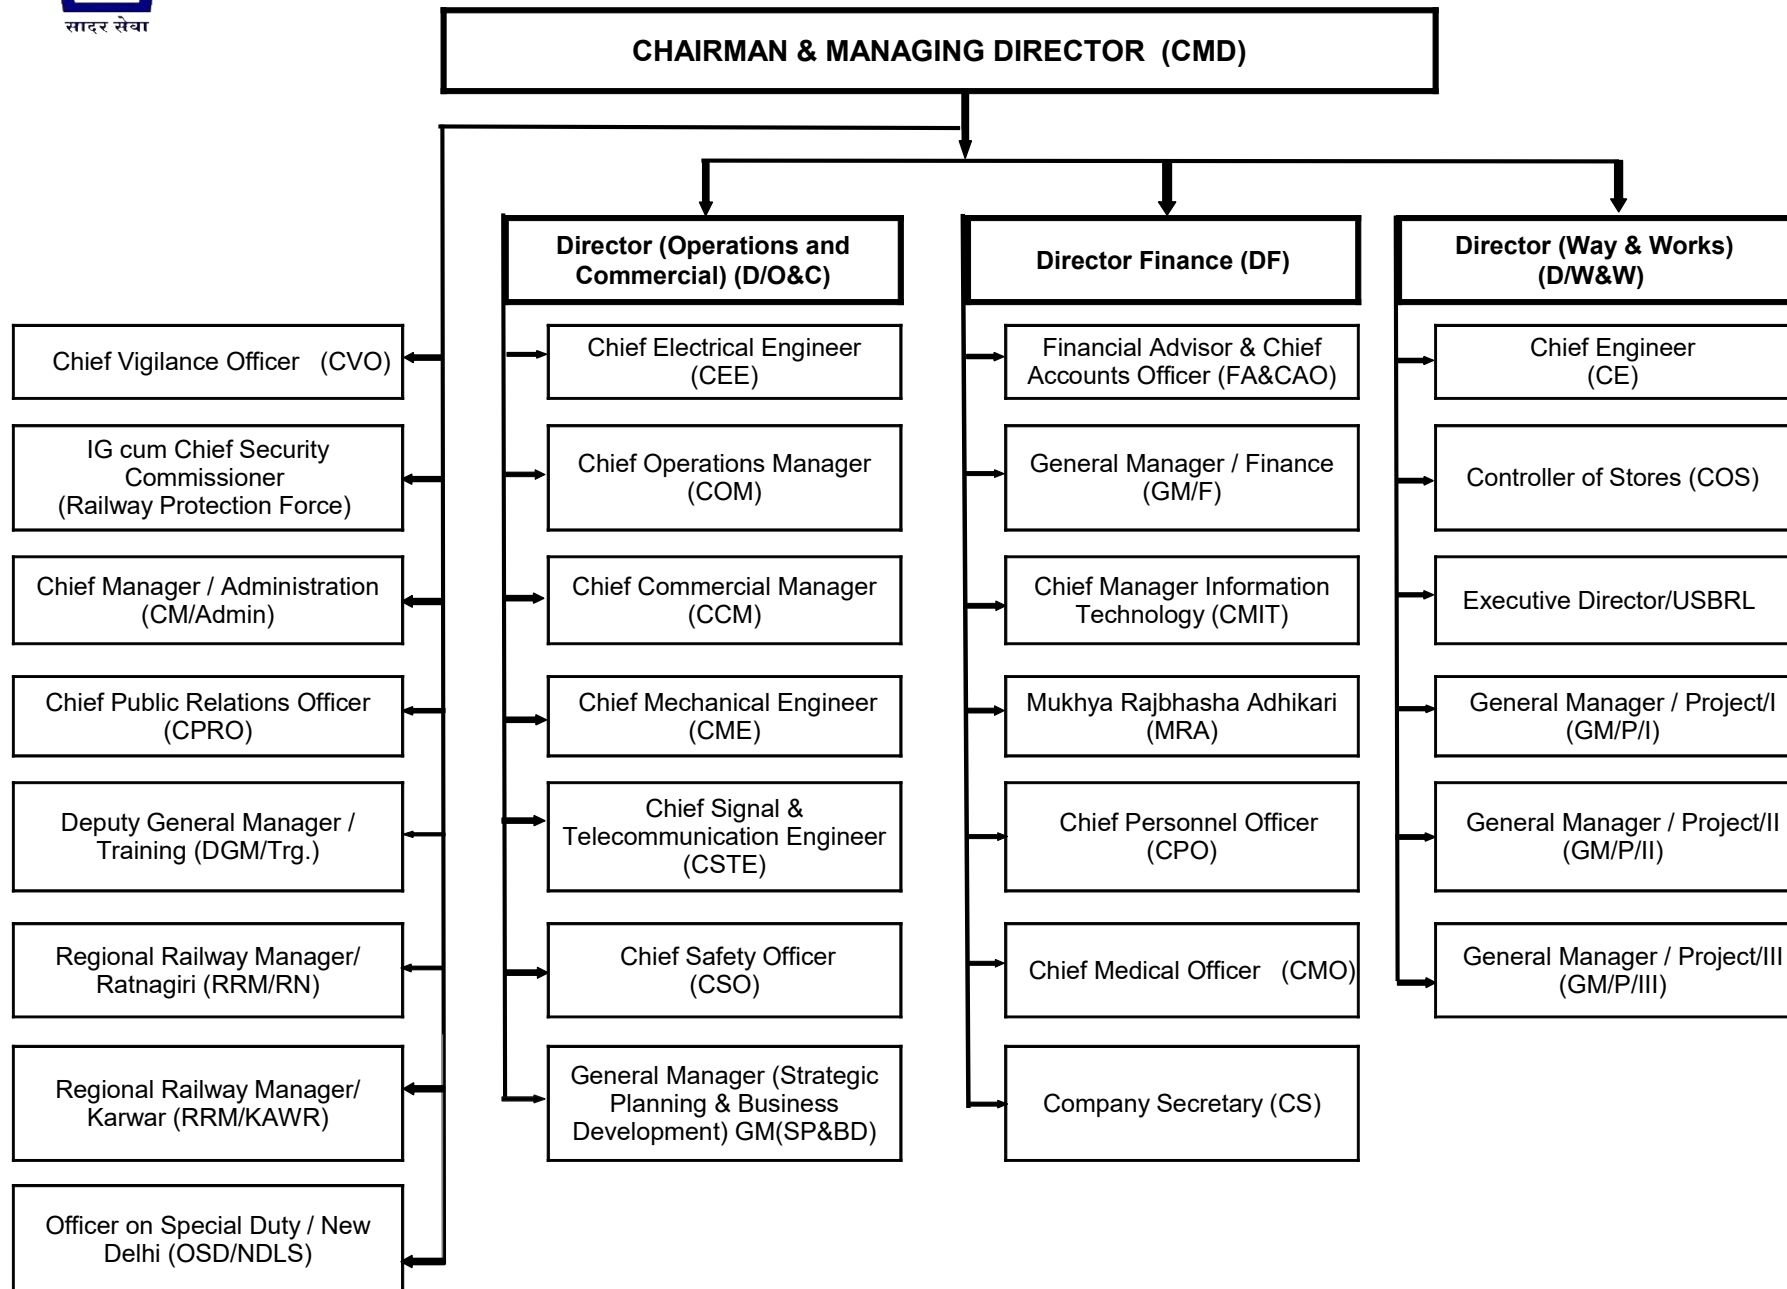 सादर सेवा
CHAIRMAN & MANAGING DIRECTOR (CMD)
Director (Operations and
Commercial) (D/O&C)
Director Finance (DF)
Director (Way & Works)
(D/W&W)
Chief Vigilance Officer (CVO)
IG cum Chief Security
Commissioner
(Railway Protection Force)
Chief Manager / Administration
(CM/Admin)
Chief Public Relations Officer
(CPRO)
Deputy General Manager /
Training (DGM/Trg.)
Regional Railway Manager/
Ratnagiri (RRM/RN)
Regional Railway Manager/
Karwar (RRM/KAWR)
Officer on Special Duty / New
Delhi (OSD/NDLS)
Chief Electrical Engineer
(CEE)
Chief Operations Manager
(COM)
Chief Commercial Manager
(CCM)
Chief Mechanical Engineer
(CME)
Chief Signal &
Telecommunication Engineer
(CSTE)
Chief Safety Officer
(CSO)
General Manager (Strategic
Planning & Business
Development) GM(SP&BD)
Financial Advisor & Chief
Accounts Officer (FA&CAO)
General Manager / Finance
(GM/F)
Chief Manager Information
Technology (CMIT)
Mukhya Rajbhasha Adhikari
(MRA)
Chief Personnel Officer
(CPO)
Chief Medical Officer (CMO)
Company Secretary (CS)
Chief Engineer
(CE)
Controller of Stores (COS)
Executive Director/USBRL
General Manager / Project/I
(GM/P/I)
General Manager / Project/II
(GM/P/II)
General Manager / Project/III
(GM/P/III)